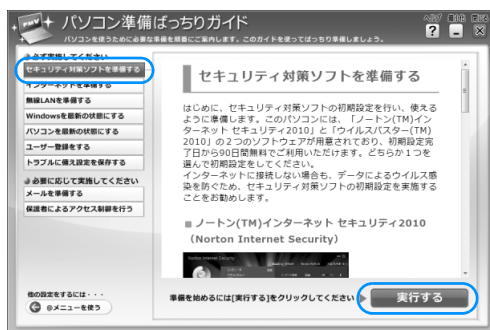 パソコン準備ばっちりガイド
パソコンを使うために必要な準備を順番にご案内します。このガイドを使ってばっちり準備しましょう。
ヘルプ 最小化 閉じる
必ず実施してください
セキュリティ対策ソフトを準備する
インターネットを準備する
無線LANを準備する
Windowsを最新の状態にする
パソコンを最新の状態にする
ユーザー登録をする
トラブルに備え設定を保存する
必要に応じて実施してください
メールを準備する
保護者によるアクセス制御を行う
他の設定をするには・・・
@メニューを使う
セキュリティ対策ソフトを準備する
はじめに、セキュリティ対策ソフトの初期設定を行い、使える
ように準備します。このパソコンには、「ノートン(TM)イン
ターネット セキュリティ2010」と「ウイルスバスター(TM)
2010」の2つのソフトウェアが用意されており、初期設定完
了日から90日間無料でご利用いただけます。どちらか1つを
選んで初期設定をしてください。
インターネットに接続しない場合も、データによるウイルス感
染を防ぐため、セキュリティ対策ソフトの初期設定を実施する
ことをお勧めします。
■ ノートン(TM)インターネット セキュリティ2010
（Norton Internet Security）
Norton Internet Security
準備を始めるには[実行する]をクリックしてください
実行する